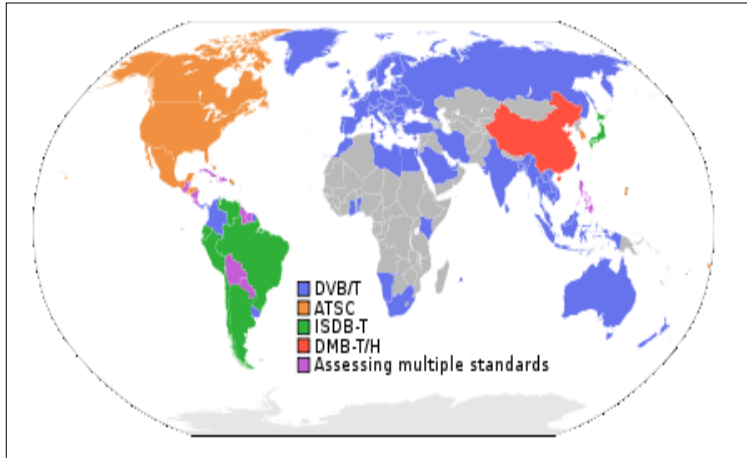 DVB/T
ATSC
ISDB-T
DMB-T/H
Assessing multiple standards